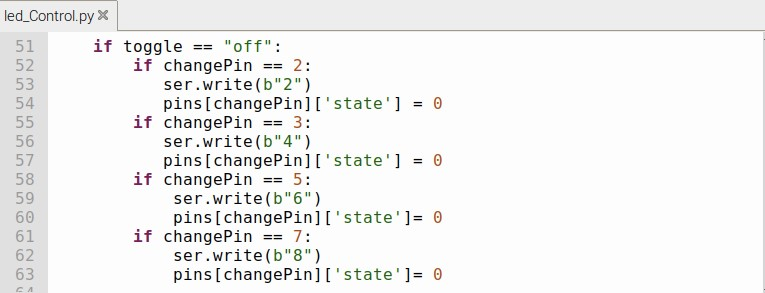 led_Control.py
51 if toggle == "off":
52 if changePin == 2:
53 ser.write(b"2")
54 pins[changePin]['state'] = 0
55 if changePin == 3:
56 ser.write(b"4")
57 pins[changePin]['state'] = 0
58 if changePin == 5:
59 ser.write(b"6")
60 pins[changePin]['state']= 0
61 if changePin == 7:
62 ser.write(b"8")
63 pins[changePin]['state']= 0